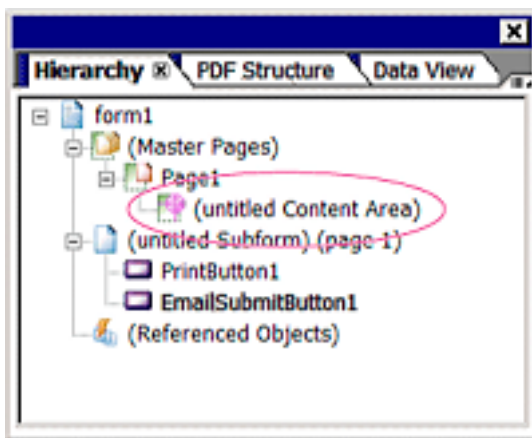 Hierarchy PDF Structure Data View
form1
(Master Pages)
Page1
(untitled Content Area)
(untitled Subform) (page 1)
PrintButton1
EmailSubmitButton1
(Referenced Objects)